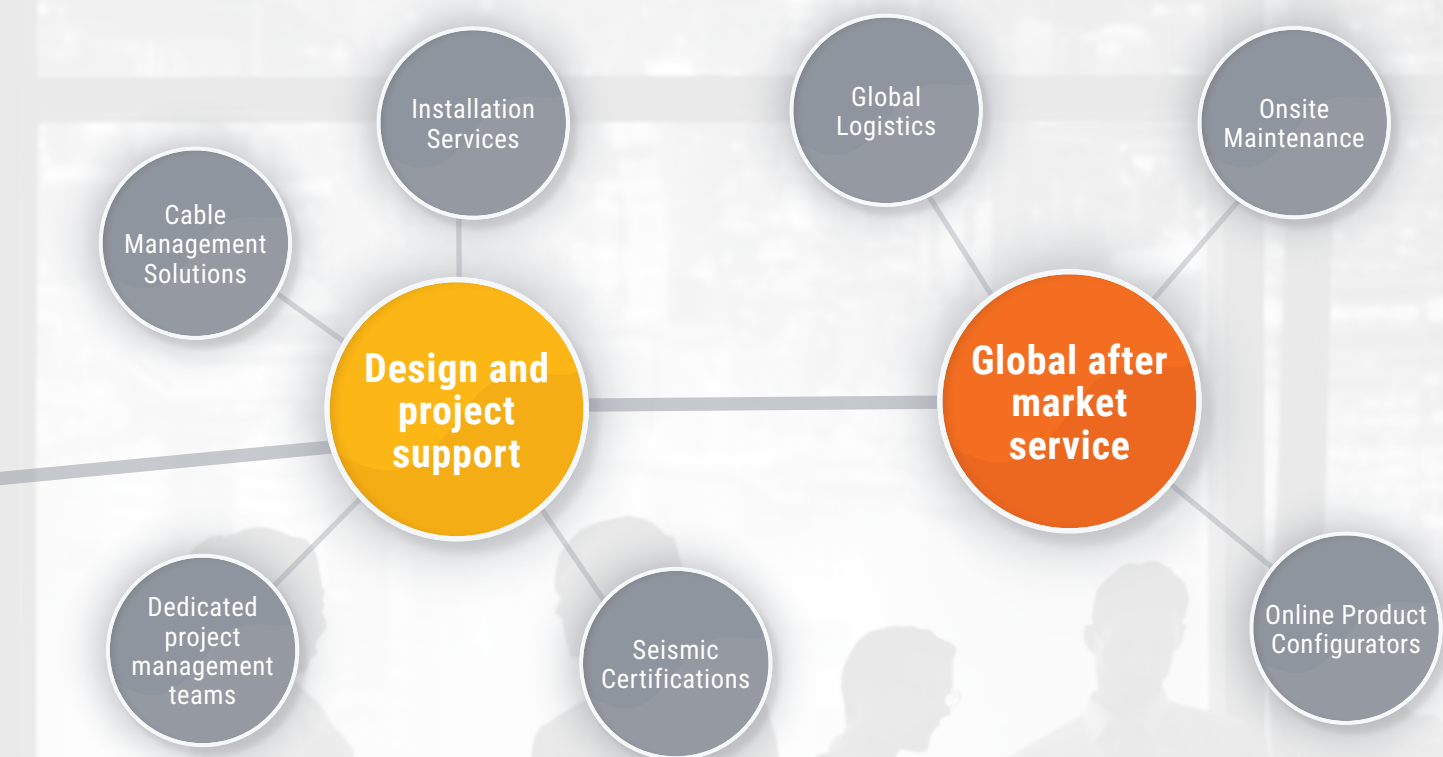 Installation
Services
Global
Logistics
Onsite
Maintenance
Cable
Management
Solutions
Design and
project
support
Global after
market
service
Dedicated
project
management
teams
Seismic
Certifications
Online Product
Configurators